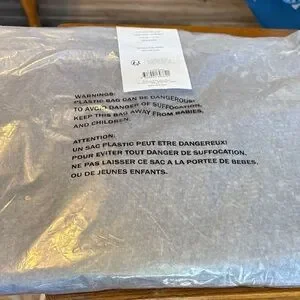 WARNINGS:
PLASTIC BAG CAN BE DANGEROUS!
TO AVOID DANGER OF SUFFOCATION,
KEEP THIS BAG AWAY FROM BABIES,
AND CHILDREN.
ATTENTION:
UN SAC PLASTIC PEUT ETRE DANGEREUX!
POUR EVITER TOUT DANGER DE SUFFOCATION,
NE PAS LAISSER CE SAC A LA PORTEE DE BEBES,
OU DE JEUNES ENFANTS.